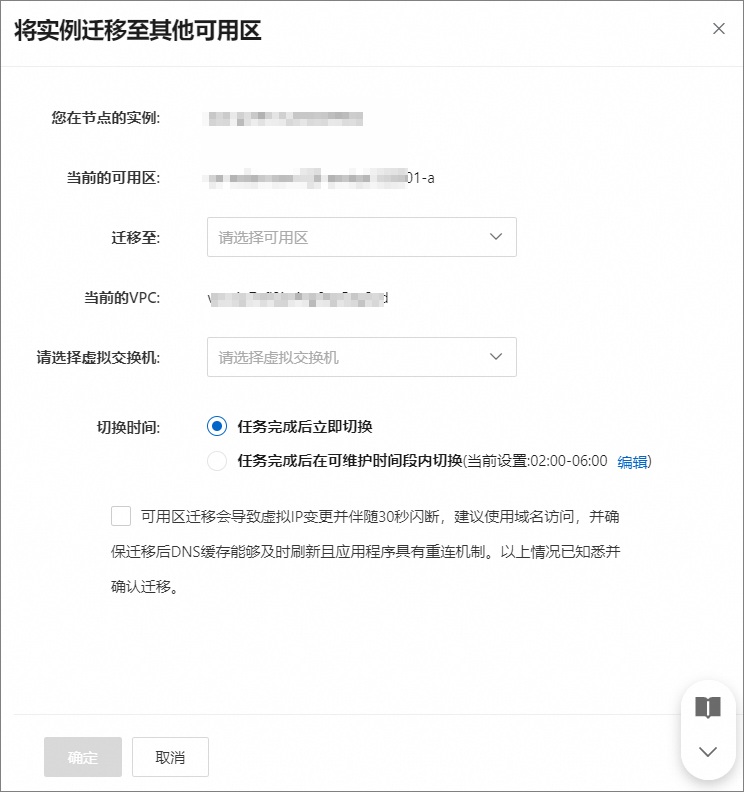 将实例迁移至其他可用区
您在节点的实例:
当前的可用区: 01-a
迁移至: 请选择可用区
当前的VPC:
请选择虚拟交换机: 请选择虚拟交换机
切换时间: 任务完成后立即切换
任务完成后在可维护时间段内切换(当前设置:02:00-06:00 编辑)
可用区迁移会导致虚拟IP变更并伴随30秒闪断，建议使用域名访问，并确
保迁移后DNS缓存能够及时刷新且应用程序具有重连机制。以上情况已知悉并
确认迁移。
确定 取消